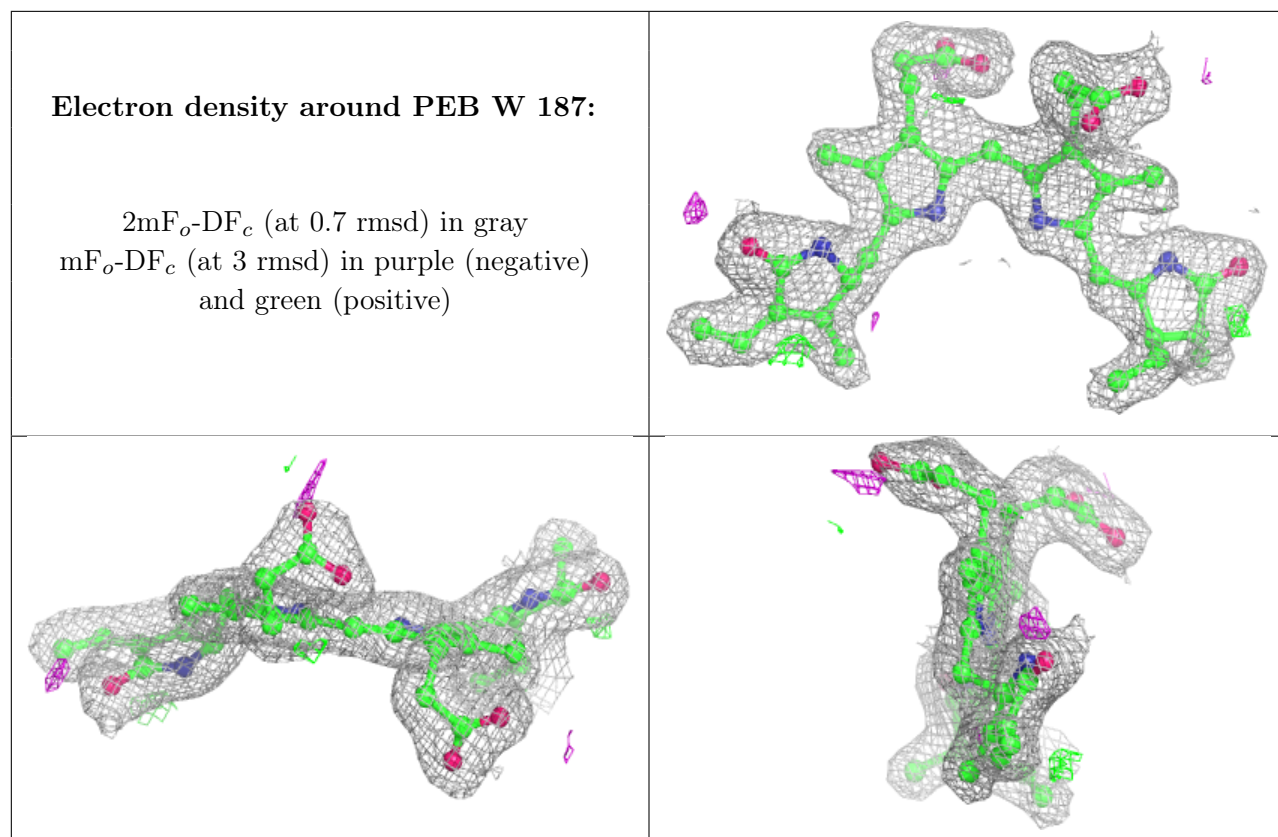 Electron density around PEB W 187:
2mFo-DFc (at 0.7 rmsd) in gray
mFo-DFc (at 3 rmsd) in purple (negative)
and green (positive)